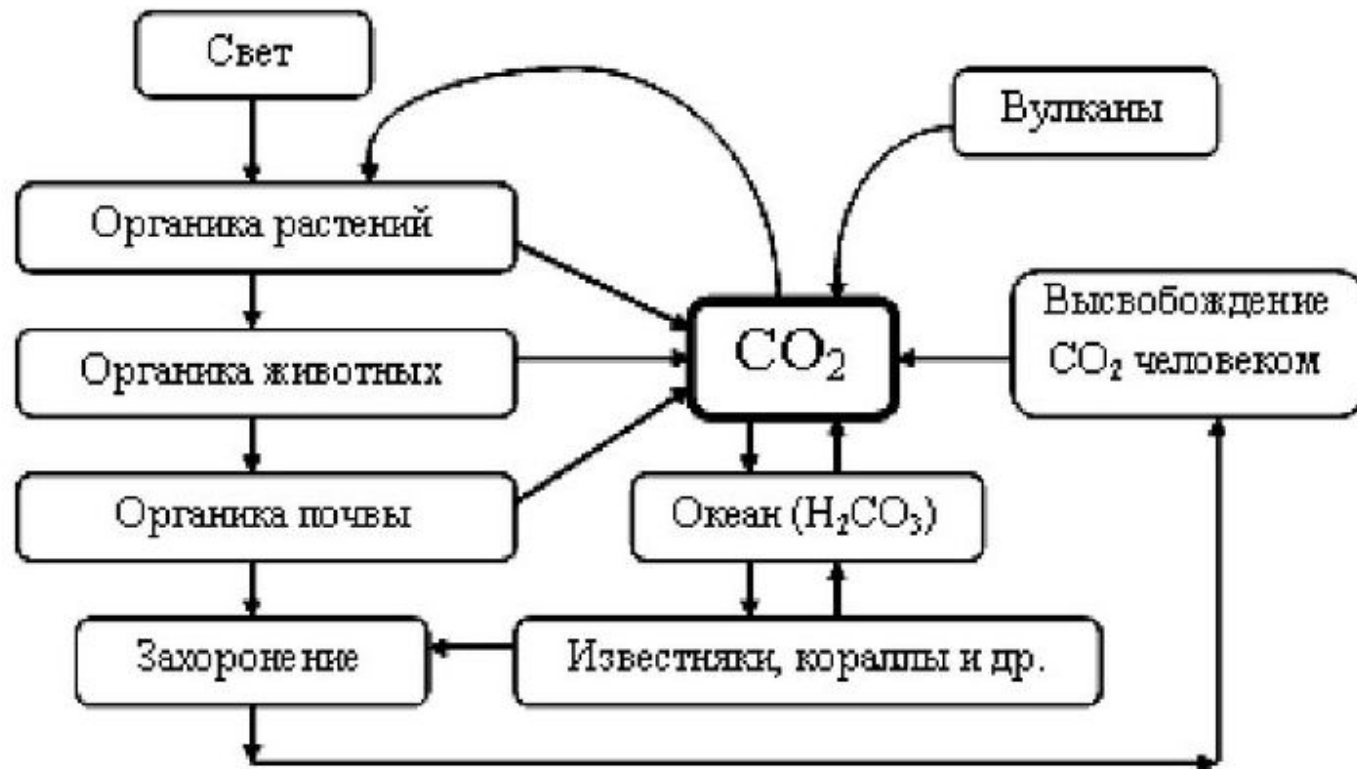 Свет
Вулканы
Органика растений
Высвобождение
CO₂ человеком
CO₂
Органика животных
Органика почвы
Океан (H₂CO₃)
Захоронение
Известняки, кораллы и др.